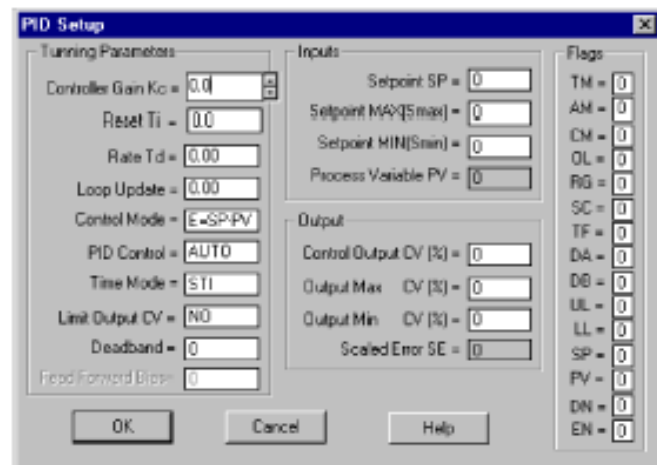 PID Setup
Tunning Parameters
Controller Gain Kc = 0.0
Reset Ti = 0.0
Rate Td = 0.00
Loop Update = 0.00
Control Mode = E=SP-PV
PID Control = AUTO
Time Mode = STI
Limit Output CV = NO
Deadband = 0
Feed Forward Bias= 0
Inputs
Setpoint SP = 0
Setpoint MAX(Smax) = 0
Setpoint MIN(Smin) = 0
Process Variable PV = 0
Output
Control Output CV (%) = 0
Output Max CV (%) = 0
Output Min CV (%) = 0
Scaled Error SE = 0
Flags
TM = 0
AM = 0
CM = 0
OL = 0
RG = 0
SC = 0
TF = 0
DA = 0
DB = 0
UL = 0
LL = 0
SP = 0
PV = 0
DN = 0
EN = 0
OK
Cancel
Help